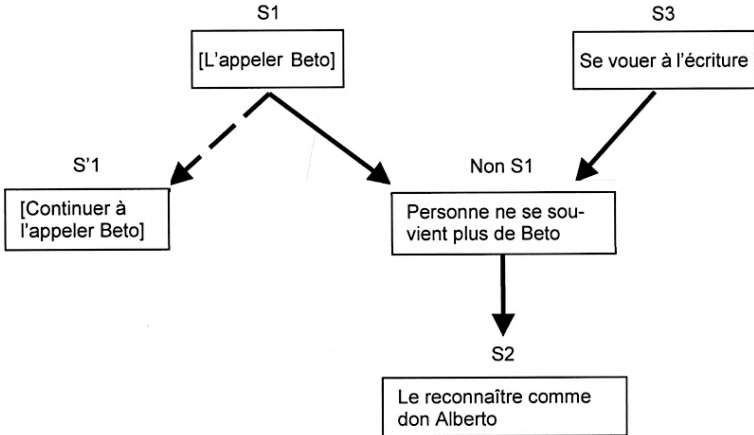 S1
S3
[L'appeler Beto]
Se vouer à l'écriture
S'1
Non S1
[Continuer à
l'appeler Beto]
Personne ne se sou-
vient plus de Beto
S2
Le reconnaître comme
don Alberto